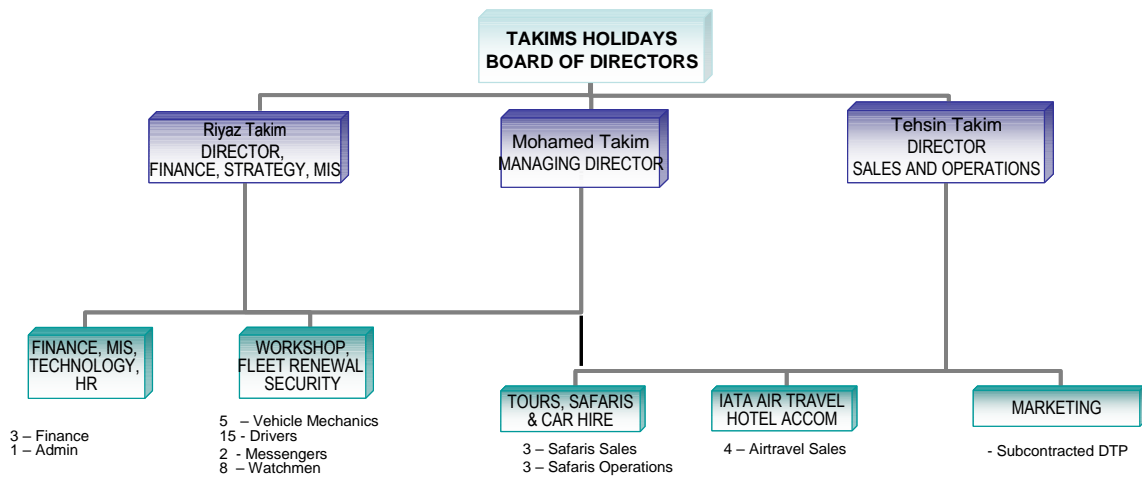 TAKIMS HOLIDAYS
BOARD OF DIRECTORS
Riyaz Takim
DIRECTOR,
FINANCE, STRATEGY, MIS
Mohamed Takim
MANAGING DIRECTOR
Tehsin Takim
DIRECTOR
SALES AND OPERATIONS
FINANCE, MIS,
TECHNOLOGY,
HR
3 – Finance
1 – Admin
WORKSHOP,
FLEET RENEWAL
SECURITY
5 – Vehicle Mechanics
15 - Drivers
2 - Messengers
8 – Watchmen
TOURS, SAFARIS
& CAR HIRE
3 – Safaris Sales
3 – Safaris Operations
IATA AIR TRAVEL
HOTEL ACCOM
4 – Airtravel Sales
MARKETING
- Subcontracted DTP